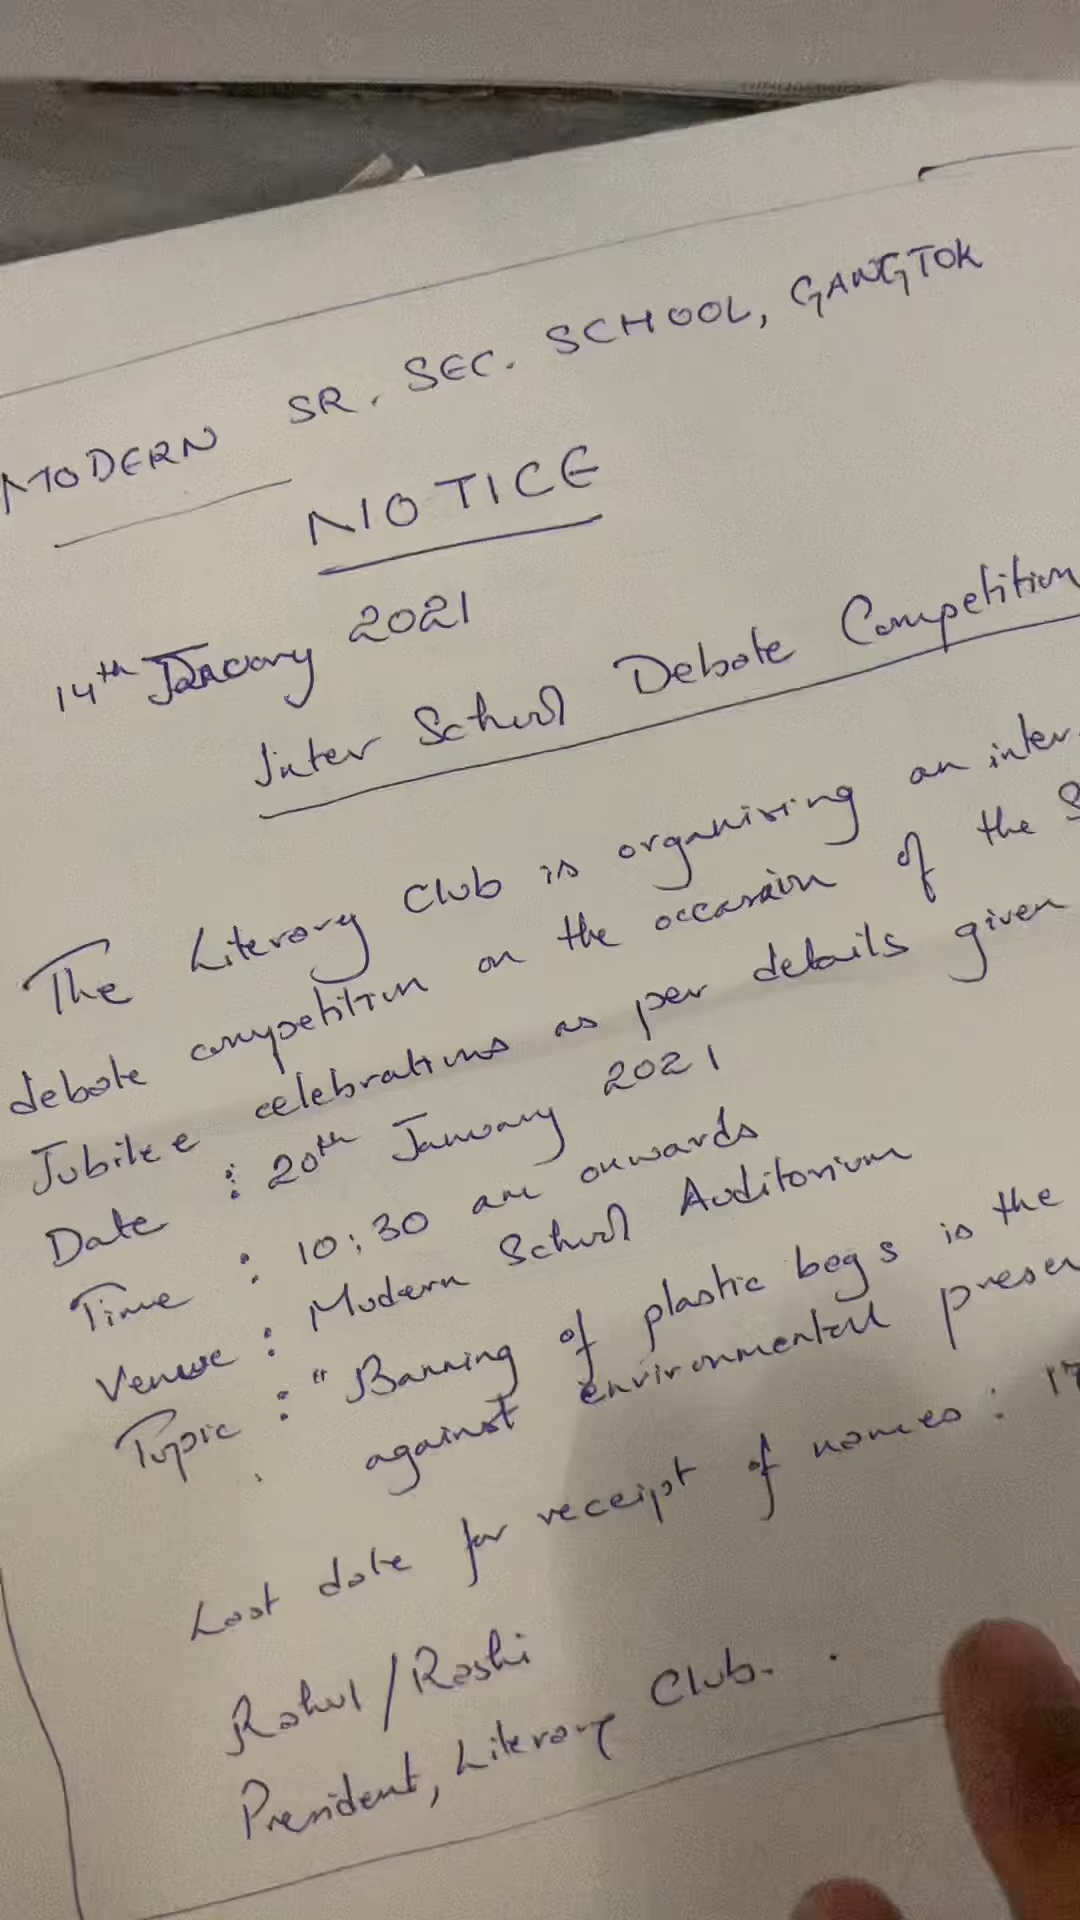 MODERN SR. SEC. SCHOOL, GANGTOK
NOTICE
14th January 2021
Inter School Debate Competition
The Literary Club is organising an inter
debate competition on the occasion of the
Jubilee celebrations as per details given
Date : 20th January 2021
Time : 10:30 am onwards
Venue : Modern School Auditorium
Topic : "Banning of plastic bags is the
against environmental
Last date for receipt of names : 17
Rahul/Rashi
President, Literary Club.